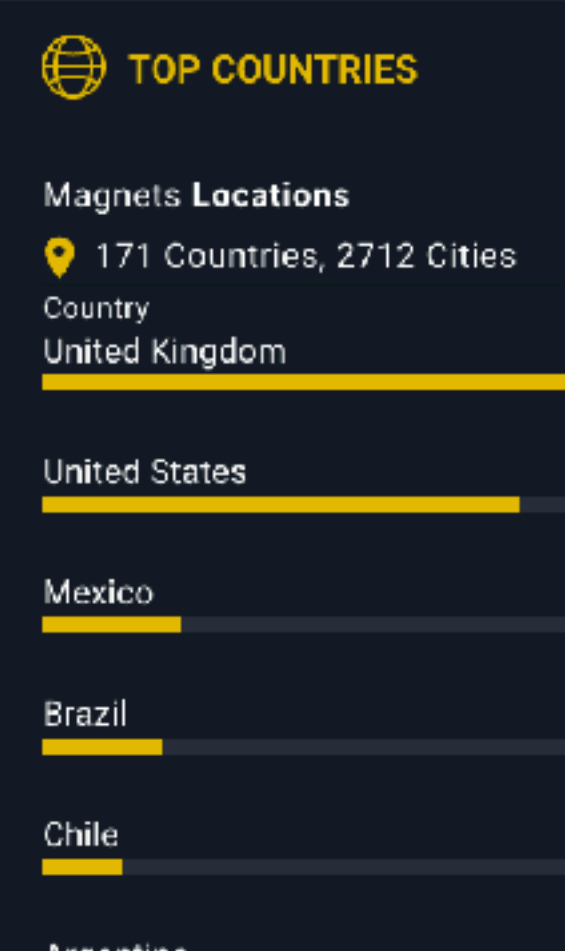 TOP COUNTRIES
Magnets Locations
171 Countries, 2712 Cities
Country
United Kingdom
United States
Mexico
Brazil
Chile